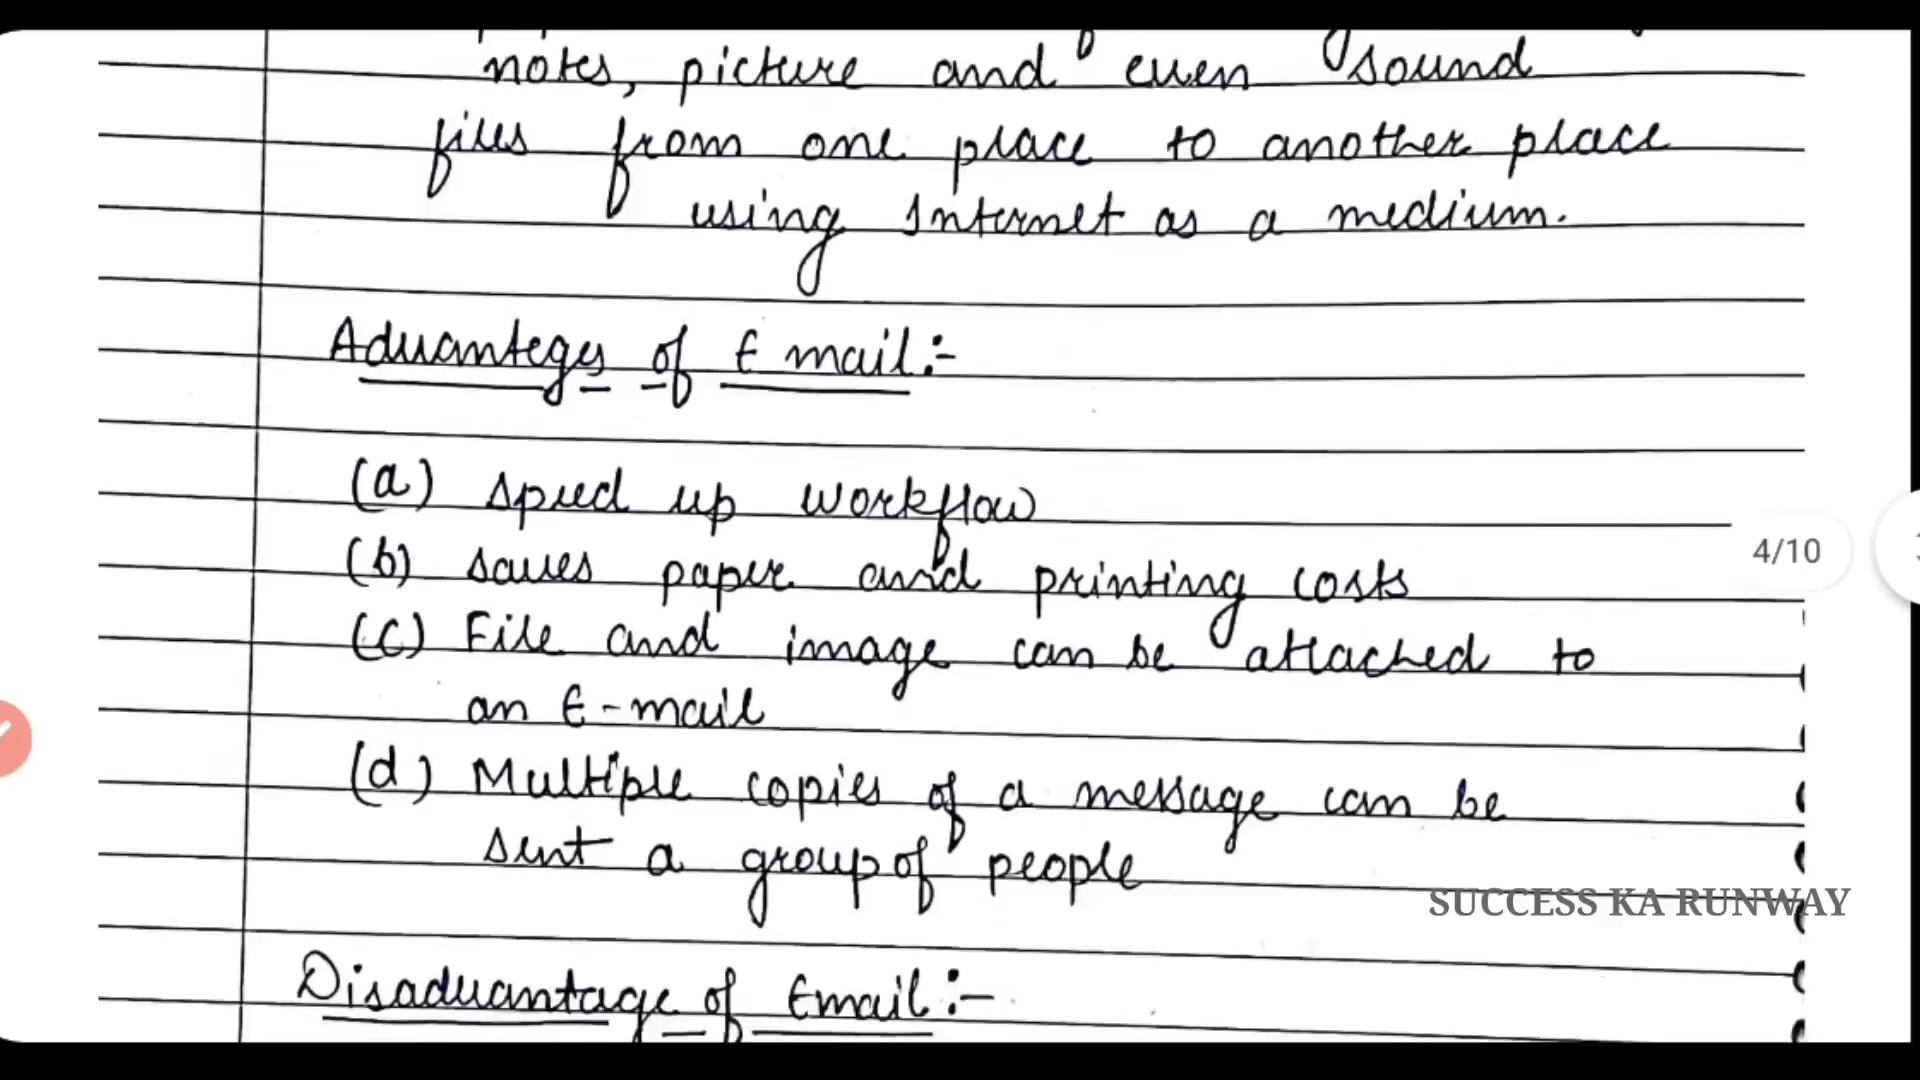 notes, picture and even sound
files from one place to another place
using Internet as a medium.
Advanteges of E mail:-
(a) speed up workflow
(b) saves paper and printing costs
(c) File and image can be attached to
an E-mail
4/10
(d) Multiple copies of a message can be
sent a group of people
SUCCESS KA RUNWAY
Disadvantage of Email:-